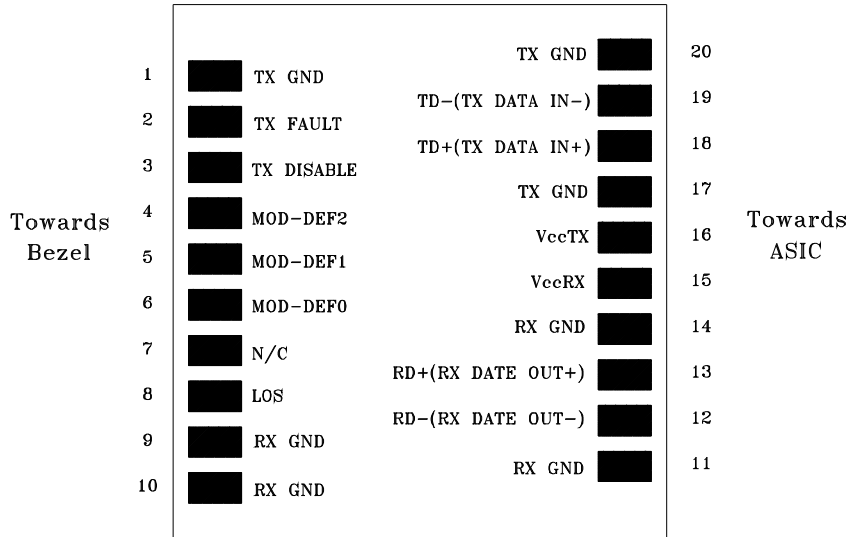 Towards
Bezel
1 TX GND
2 TX FAULT
3 TX DISABLE
4 MOD-DEF2
5 MOD-DEF1
6 MOD-DEF0
7 N/C
8 LOS
9 RX GND
10 RX GND
TX GND 20
TD-(TX DATA IN-) 19
TD+(TX DATA IN+) 18
TX GND 17
VccTX 16
VccRX 15
RX GND 14
RD+(RX DATE OUT+) 13
RD-(RX DATE OUT-) 12
RX GND 11
Towards
ASIC